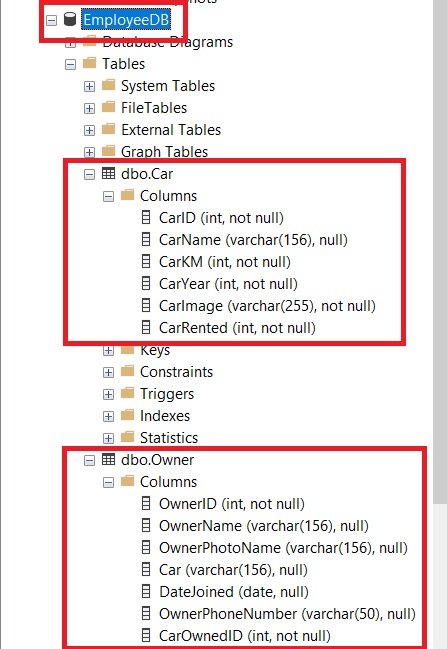 EmployeeDB
Database Diagrams
Tables
System Tables
FileTables
External Tables
Graph Tables
dbo.Car
Columns
CarID (int, not null)
CarName (varchar(156), null)
CarKM (int, not null)
CarYear (int, not null)
CarImage (varchar(255), not null)
CarRented (int, not null)
Keys
Constraints
Triggers
Indexes
Statistics
dbo.Owner
Columns
OwnerID (int, not null)
OwnerName (varchar(156), null)
OwnerPhotoName (varchar(156), null)
Car (varchar(156), null)
DateJoined (date, null)
OwnerPhoneNumber (varchar(50), null)
CarOwnedID (int, not null)